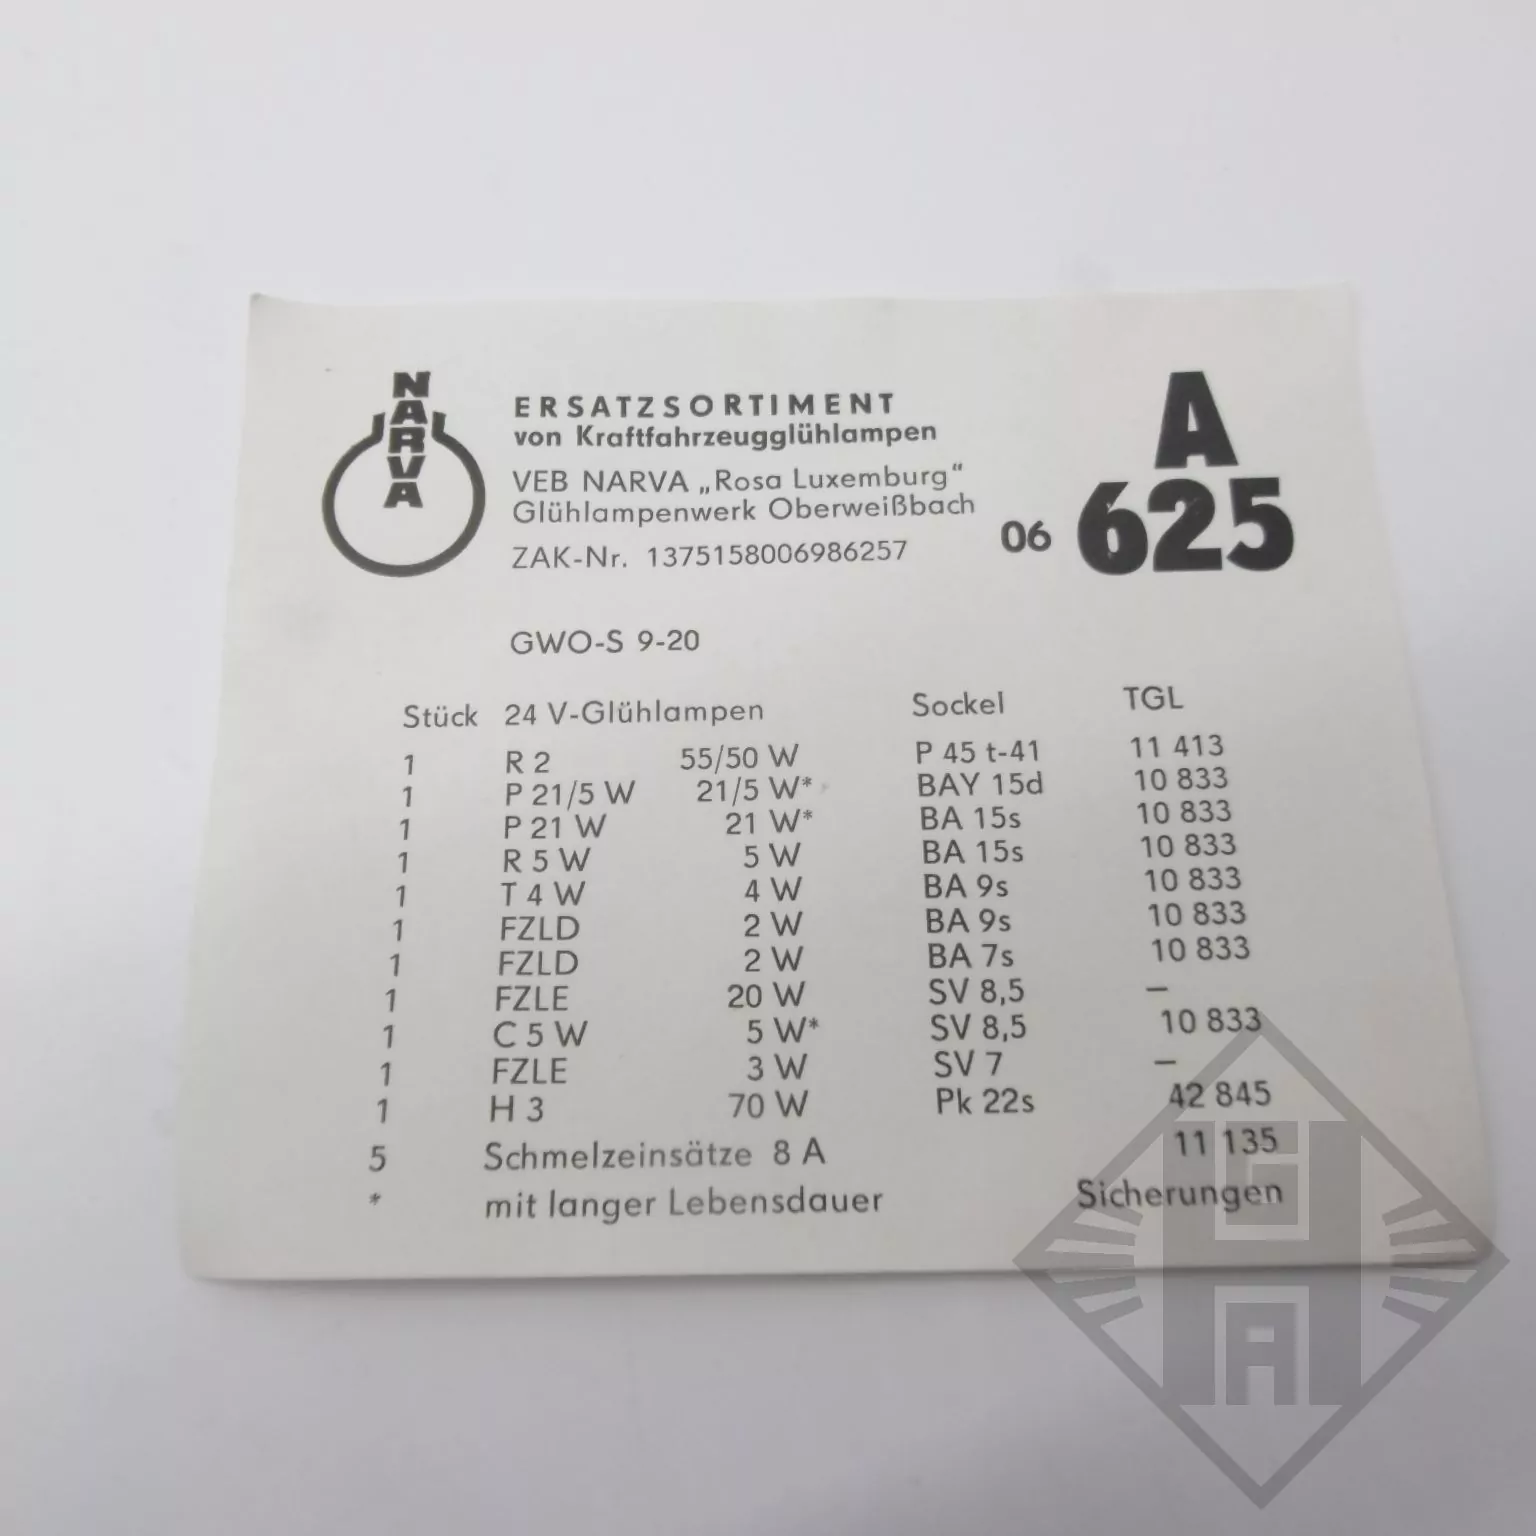 NARVA
ERSATZSORTIMENT
von Kraftfahrzeugglühlampen
VEB NARVA „Rosa Luxemburg“
Glühlampenwerk Oberweißbach
ZAK-Nr. 1375158006986257
06 A 625
GWO-S 9-20
Stück 24 V-Glühlampen Sockel TGL
1 R 2 55/50 W P 45 t-41 11 413
1 P 21/5 W 21/5 W* BAY 15d 10 833
1 P 21 W 21 W* BA 15s 10 833
1 R 5 W 5 W BA 15s 10 833
1 T 4 W 4 W BA 9s 10 833
1 FZLD 2 W BA 9s 10 833
1 FZLD 2 W BA 7s 10 833
1 FZLE 20 W SV 8,5 –
1 C 5 W 5 W* SV 8,5 10 833
1 FZLE 3 W SV 7 –
1 H 3 70 W Pk 22s 42 845
5 Schmelzeinsätze 8 A 11 135
* mit langer Lebensdauer Sicherungen